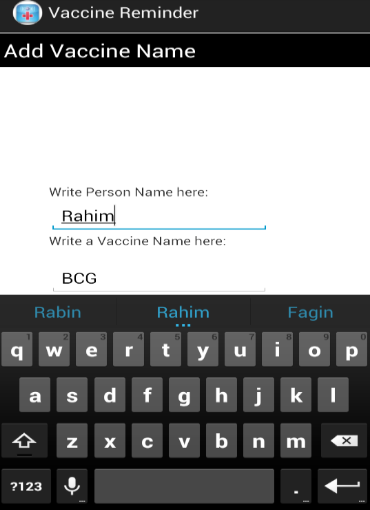 Vaccine Reminder
Add Vaccine Name
Write Person Name here:
Rahim
Write a Vaccine Name here:
BCG
Rabin Rahim Fagin
1 2 3 4 5 6 7 8 9 0
q w e r t y u i o p
a s d f g h j k l
z x c v b n m
?123 ... . ...